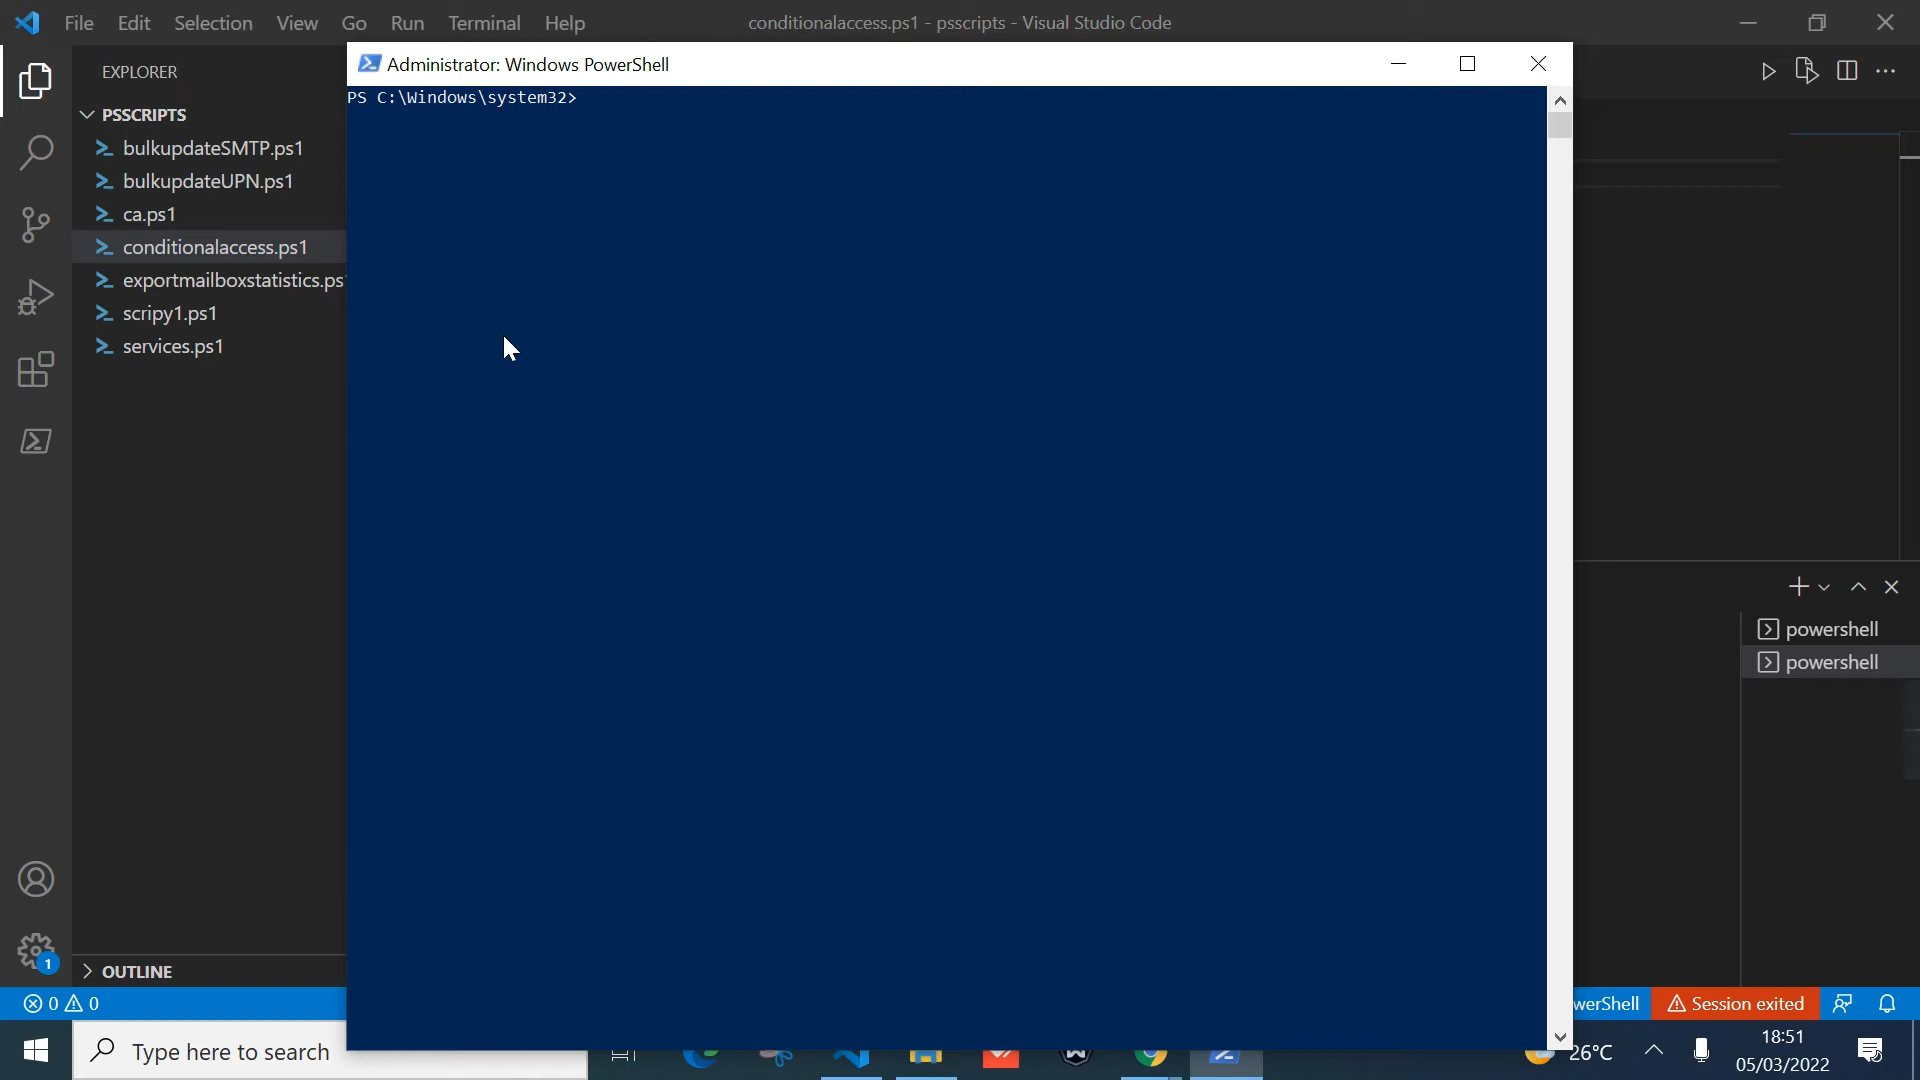 File Edit Selection View Go Run Terminal Help
conditionalaccess.ps1 - psscripts - Visual Studio Code
EXPLORER
PSSCRIPTS
bulkupdateSMTP.ps1
bulkupdateUPN.ps1
ca.ps1
conditionalaccess.ps1
exportmailboxstatistics.ps
scripy1.ps1
services.ps1
1
OUTLINE
0 0
Administrator: Windows PowerShell
PS C:\Windows\system32>
powershell
powershell
werShell
Session exited
Type here to search
26°C
18:51
05/03/2022